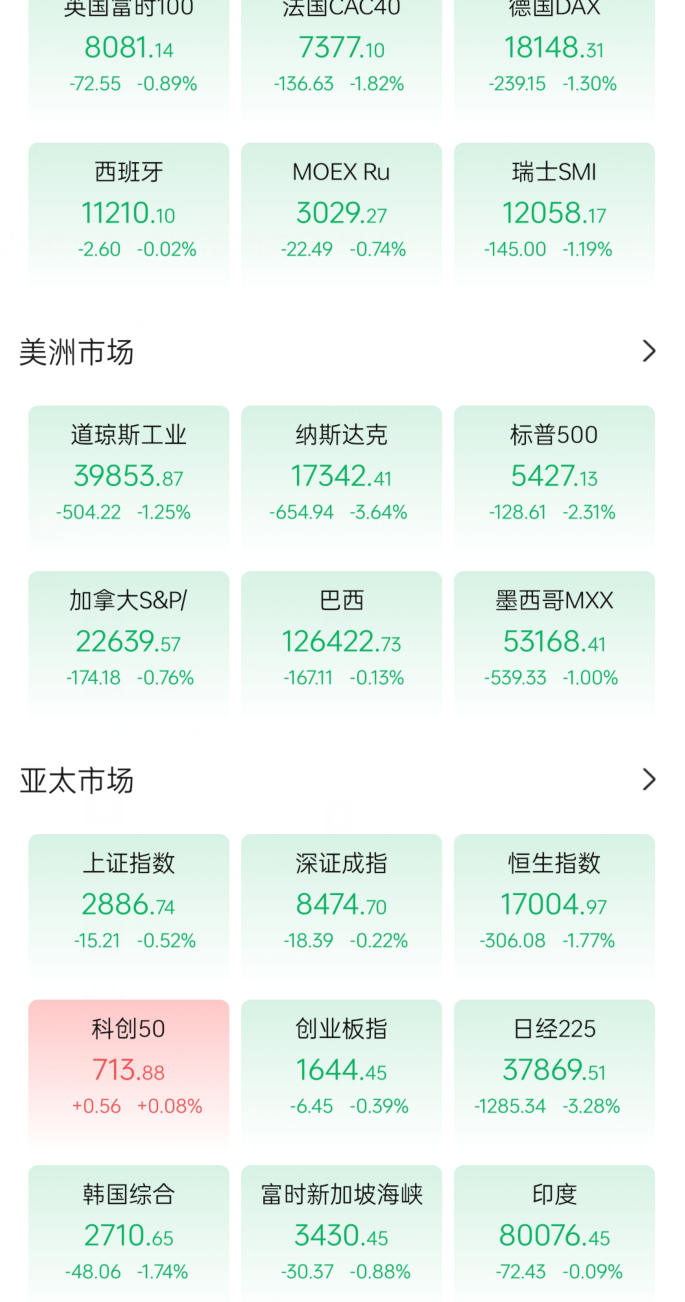 英国富时100 法国CAC40 德国DAX
8081.14 7377.10 18148.31
-72.55 -0.89% -136.63 -1.82% -239.15 -1.30%
西班牙 MOEX Ru 瑞士SMI
11210.10 3029.27 12058.17
-2.60 -0.02% -22.49 -0.74% -145.00 -1.19%
美洲市场
道琼斯工业 纳斯达克 标普500
39853.87 17342.41 5427.13
-504.22 -1.25% -654.94 -3.64% -128.61 -2.31%
加拿大S&P/ 巴西 墨西哥MXX
22639.57 126422.73 53168.41
-174.18 -0.76% -167.11 -0.13% -539.33 -1.00%
亚太市场
上证指数 深证成指 恒生指数
2886.74 8474.70 17004.97
-15.21 -0.52% -18.39 -0.22% -306.08 -1.77%
科创50 创业板指 日经225
713.88 1644.45 37869.51
+0.56 +0.08% -6.45 -0.39% -1285.34 -3.28%
韩国综合 富时新加坡海峡 印度
2710.65 3430.45 80076.45
-48.06 -1.74% -30.37 -0.88% -72.43 -0.09%